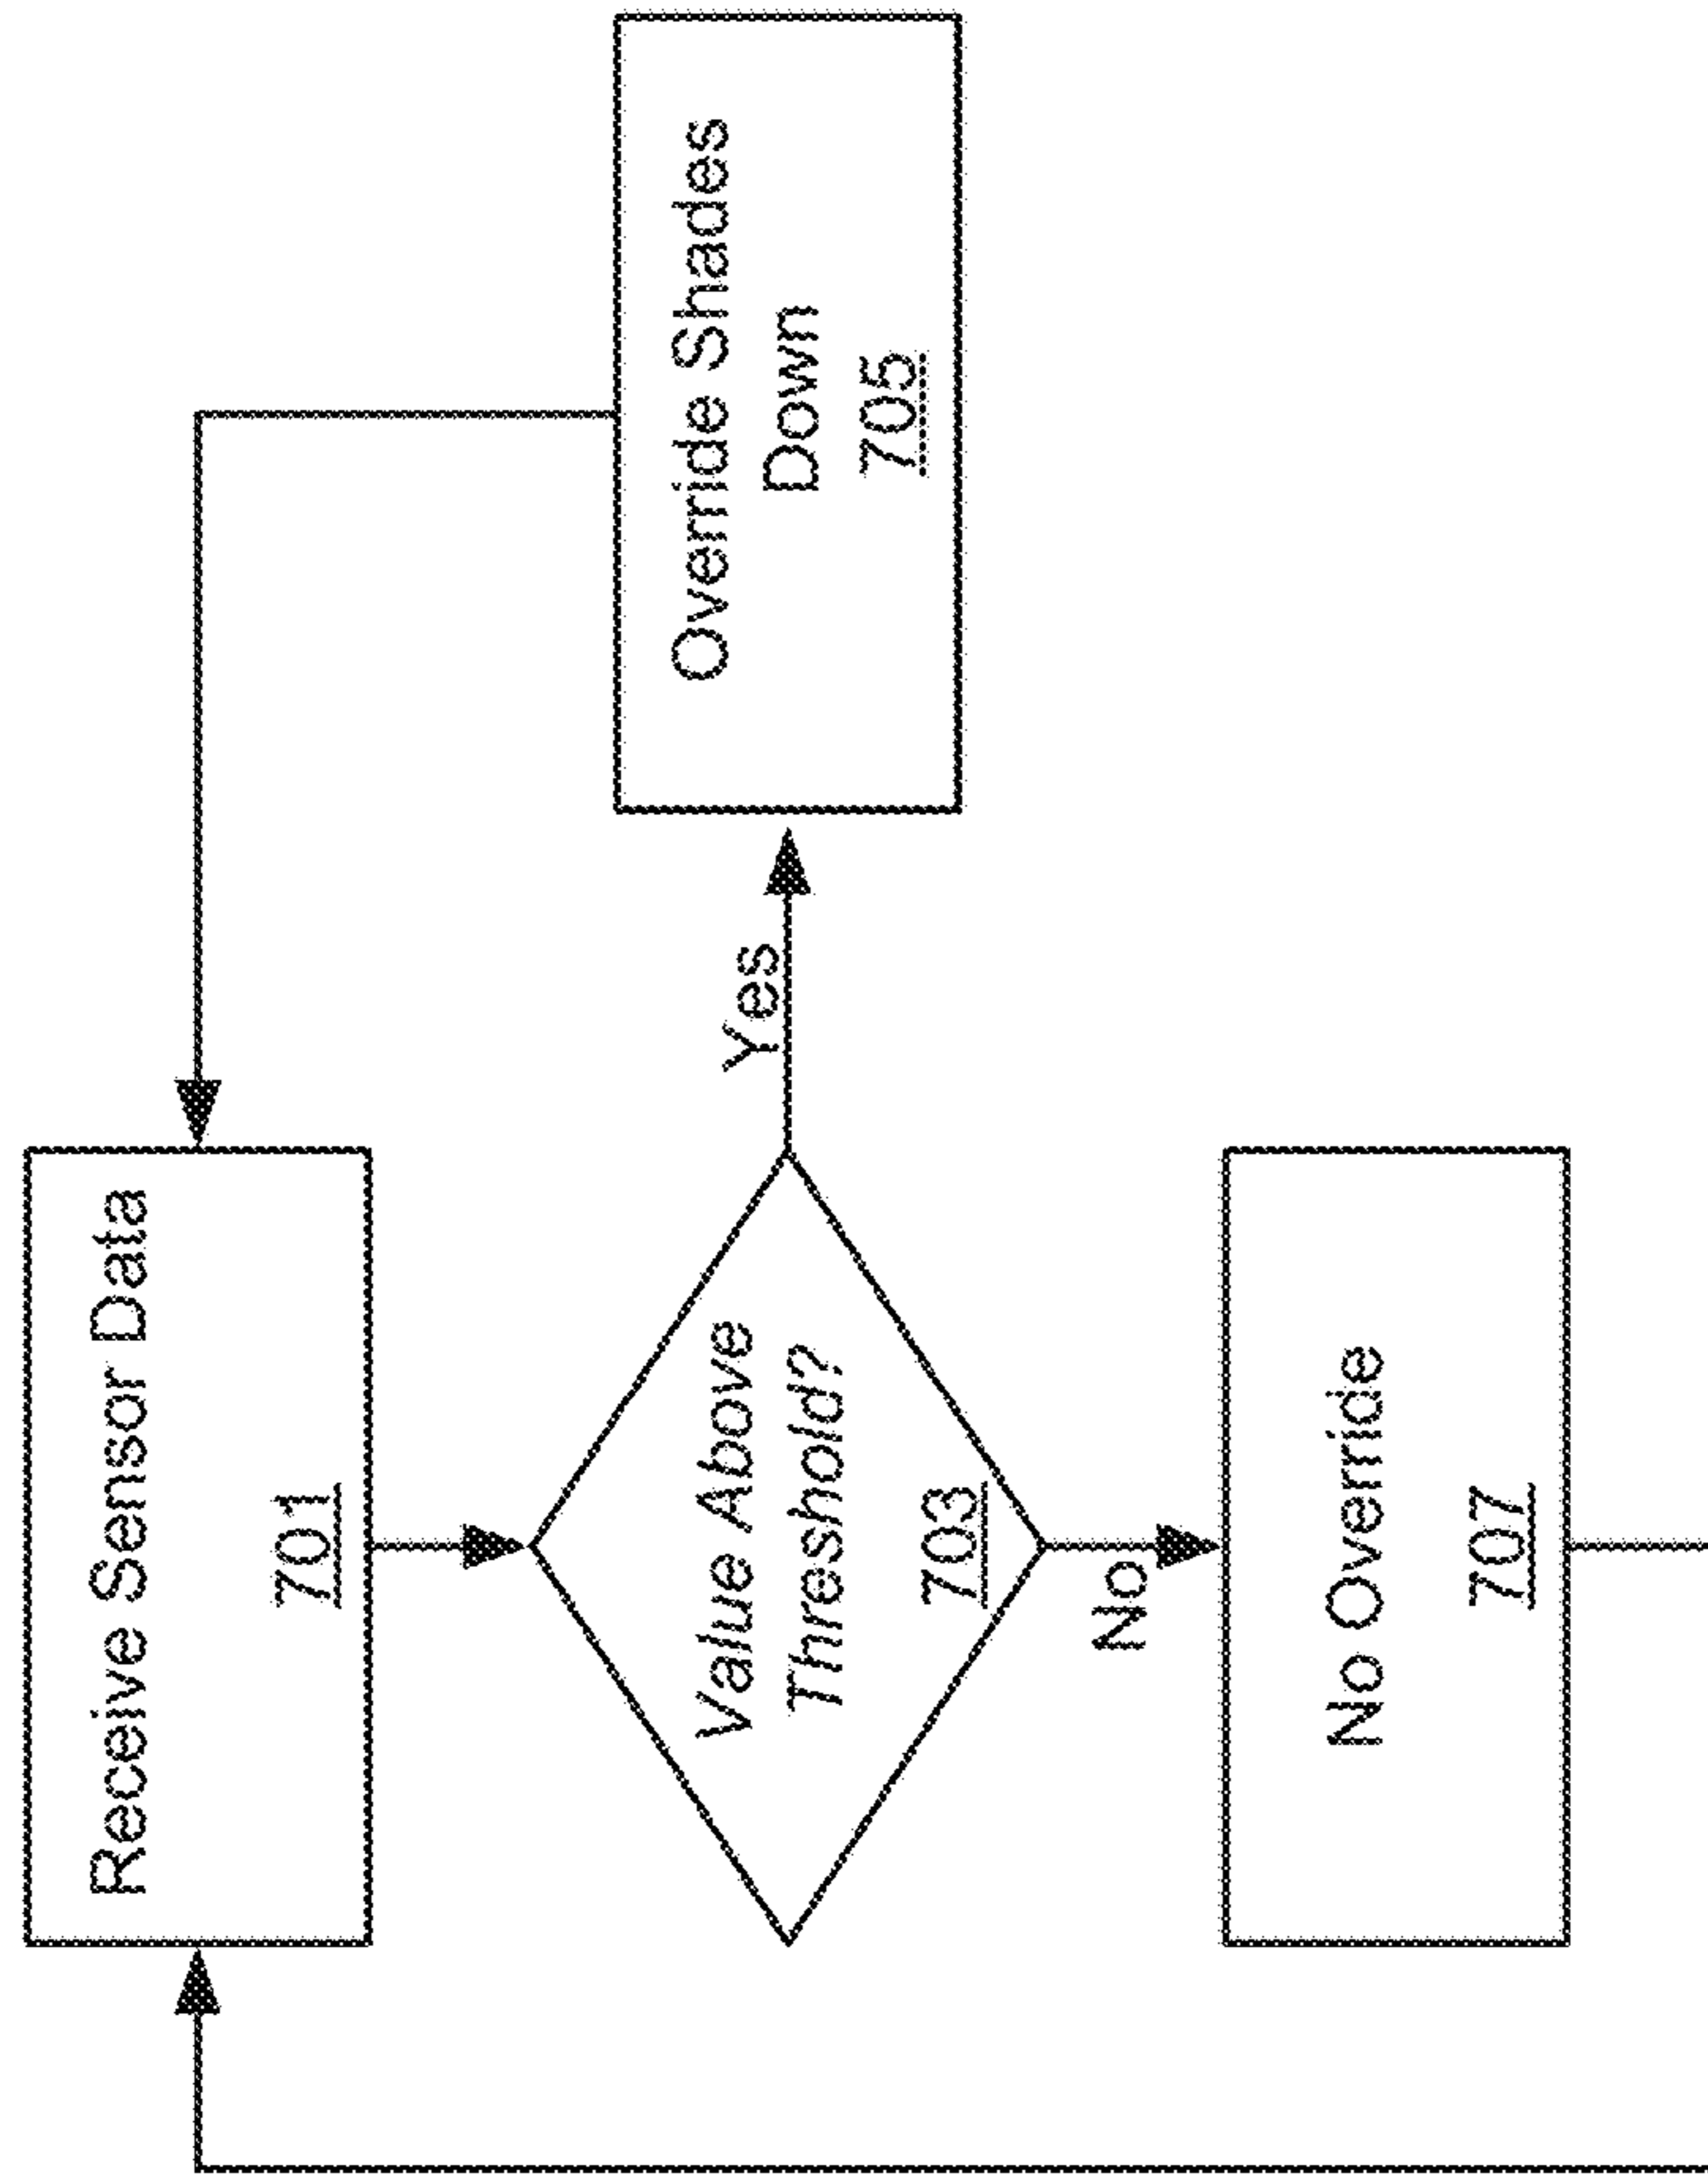 Receive Sensor Data
701
Value Above
Threshold?
703
Yes
Override Shades
Down
705
No
No Override
707